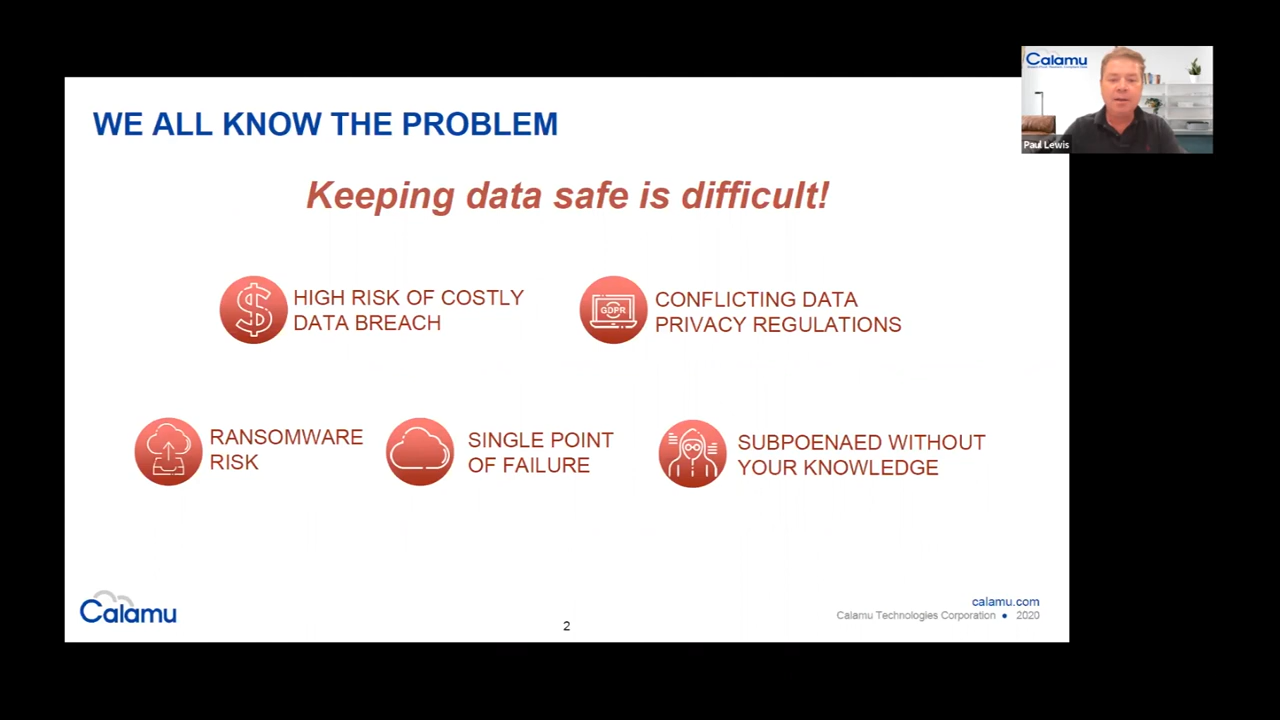 Calamu
Paul Lewis
WE ALL KNOW THE PROBLEM
Keeping data safe is difficult!
HIGH RISK OF COSTLY
DATA BREACH
GDPR
CONFLICTING DATA
PRIVACY REGULATIONS
RANSOMWARE
RISK
SINGLE POINT
OF FAILURE
SUBPOENAED WITHOUT
YOUR KNOWLEDGE
Calamu
calamu.com
Calamu Technologies Corporation ● 2020
2